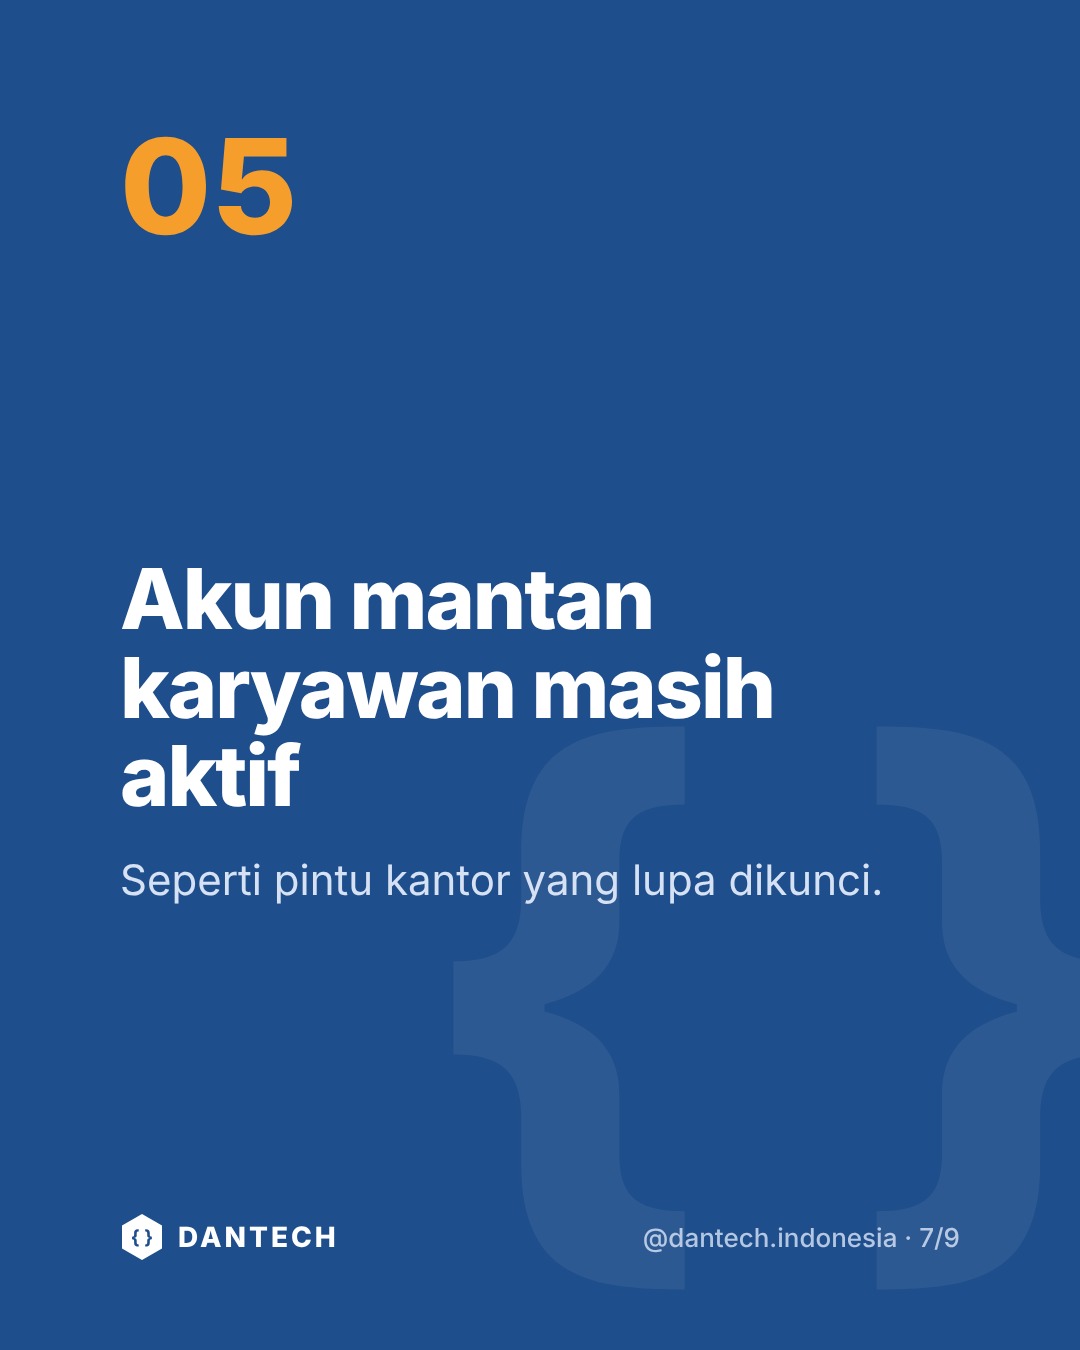 05
Akun mantan
karyawan masih
aktif
Seperti pintu kantor yang lupa dikunci.
{ }
{} DANTECH
@dantech.indonesia · 7/9